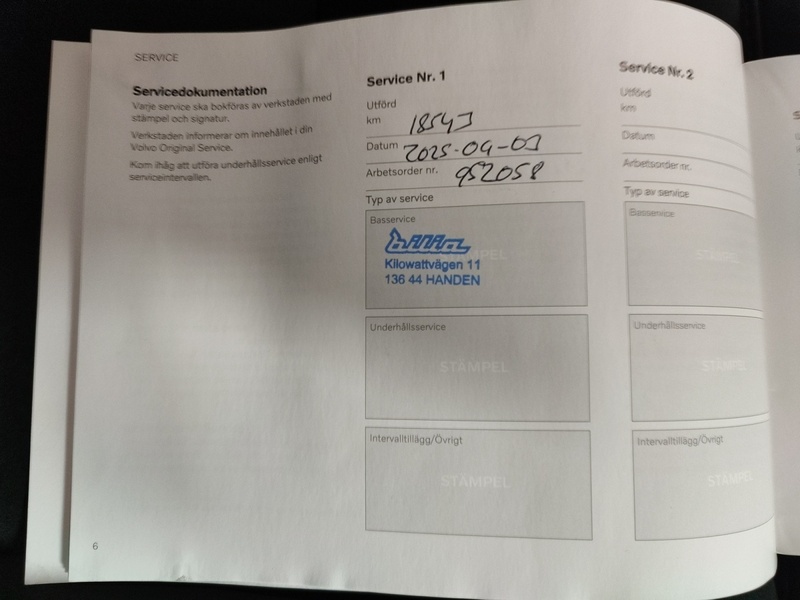 SERVICE
Servicedokumentation
Varje service ska bokföras av verkstaden med
stämpel och signatur.
Verkstaden informerar om innehållet i din
Volvo Original Service.
Kom ihåg att utföra underhållsservice enligt
serviceintervallen.
6
Service Nr. 1
Utförd
km
Datum 2025-04-03
Arbetsorder nr. 952058
Typ av service
Basservice
STÄMPEL
bilia
Kilowattvägen 11
136 44 HANDEN
Underhållsservice
STÄMPEL
Intervalltillägg/Övrigt
STÄMPEL
Service Nr. 2
Utförd
km
Datum
Arbetsorder nr.
Typ av service
Basservice
STÄMPEL
Underhållsservice
STÄMPEL
Intervalltillägg/Övrigt
STÄMPEL